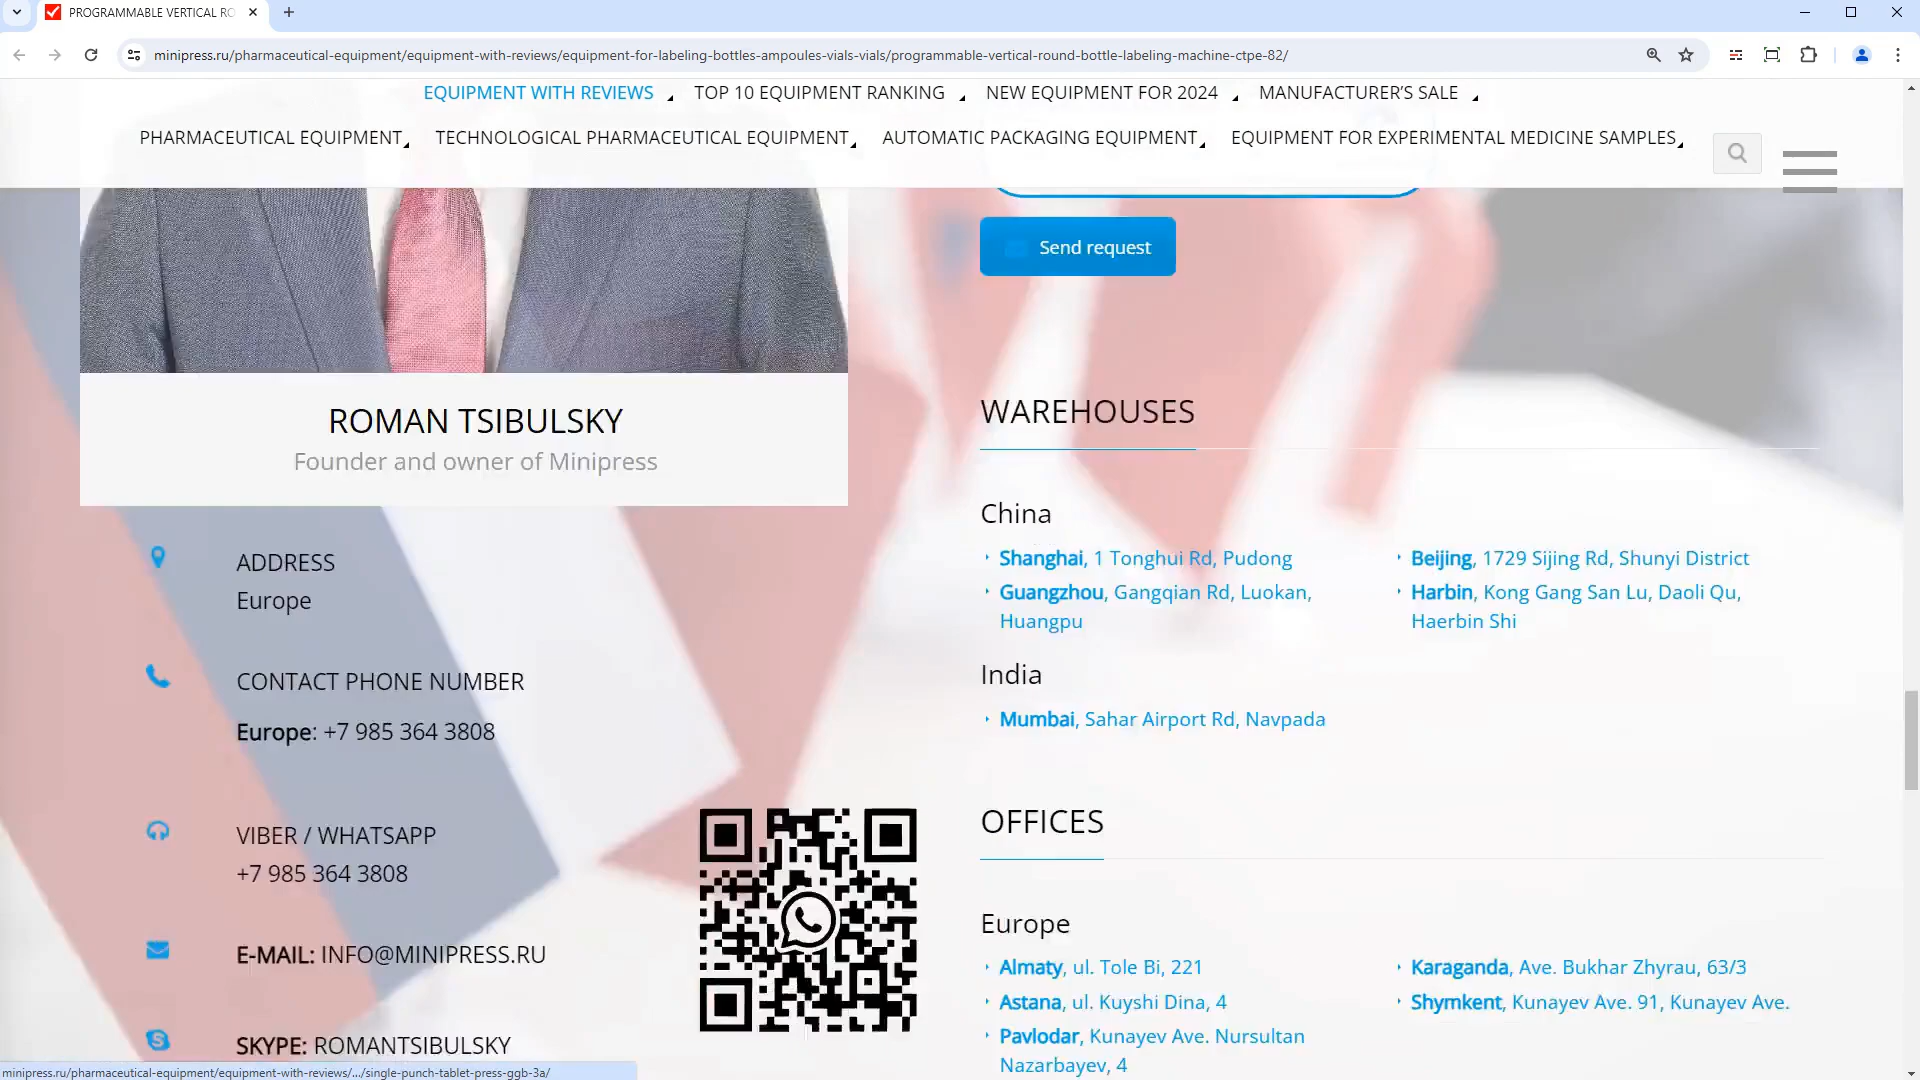 PROGRAMMABLE VERTICAL RO
minipress.ru/pharmaceutical-equipment/equipment-with-reviews/equipment-for-labeling-bottles-ampoules-vials-vials/programmable-vertical-round-bottle-labeling-machine-ctpe-82/
EQUIPMENT WITH REVIEWS TOP 10 EQUIPMENT RANKING NEW EQUIPMENT FOR 2024 MANUFACTURER'S SALE
PHARMACEUTICAL EQUIPMENT TECHNOLOGICAL PHARMACEUTICAL EQUIPMENT AUTOMATIC PACKAGING EQUIPMENT EQUIPMENT FOR EXPERIMENTAL MEDICINE SAMPLES
ROMAN TSIBULSKY
Founder and owner of Minipress
ADDRESS
Europe
CONTACT PHONE NUMBER
Europe: +7 985 364 3808
VIBER / WHATSAPP
+7 985 364 3808
E-MAIL: INFO@MINIPRESS.RU
SKYPE: ROMANTSIBULSKY
Send request
WAREHOUSES
China
Shanghai, 1 Tonghui Rd, Pudong
Guangzhou, Gangqian Rd, Luokan,
Huangpu
Beijing, 1729 Sijing Rd, Shunyi District
Harbin, Kong Gang San Lu, Daoli Qu,
Haerbin Shi
India
Mumbai, Sahar Airport Rd, Navpada
OFFICES
Europe
Almaty, ul. Tole Bi, 221
Astana, ul. Kuyshi Dina, 4
Pavlodar, Kunayev Ave. Nursultan
Nazarbayev, 4
Karaganda, Ave. Bukhar Zhyrau, 63/3
Shymkent, Kunayev Ave. 91, Kunayev Ave.
minipress.ru/pharmaceutical-equipment/equipment-with-reviews/.../single-punch-tablet-press-ggb-3a/